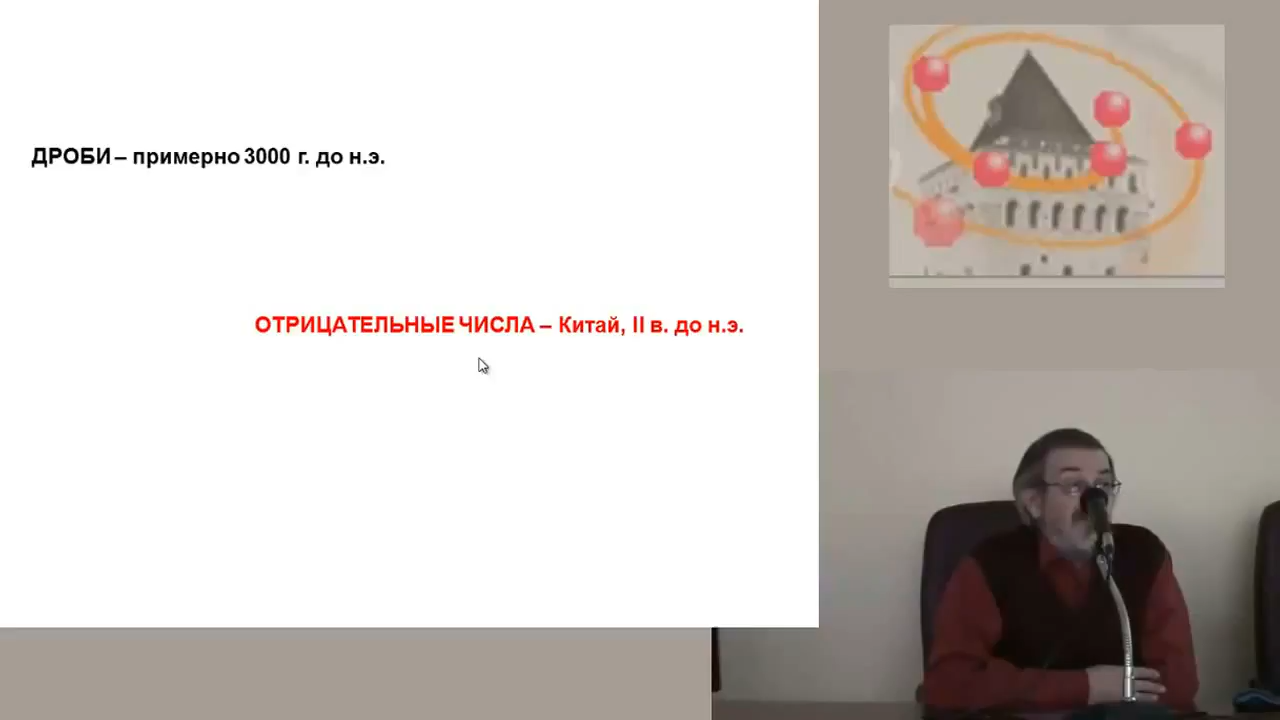 ДРОБИ – примерно 3000 г. до н.э.
ОТРИЦАТЕЛЬНЫЕ ЧИСЛА – Китай, II в. до н.э.